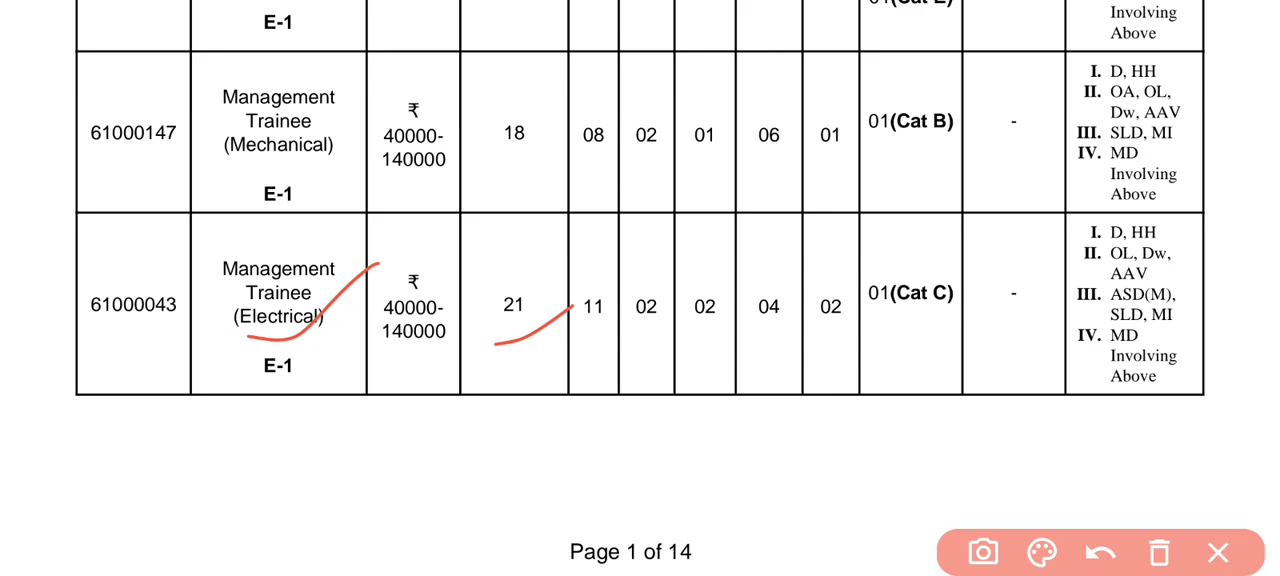 E-1
Involving
Above
61000147
Management
Trainee
(Mechanical)
E-1
₹
40000-
140000
18
08
02
01
06
01
01(Cat B)
-
I. D, HH
II. OA, OL,
Dw, AAV
III. SLD, MI
IV. MD
Involving
Above
61000043
Management
Trainee
(Electrical)
E-1
₹
40000-
140000
21
11
02
02
04
02
01(Cat C)
-
I. D, HH
II. OL, Dw,
AAV
III. ASD(M),
SLD, MI
IV. MD
Involving
Above
Page 1 of 14